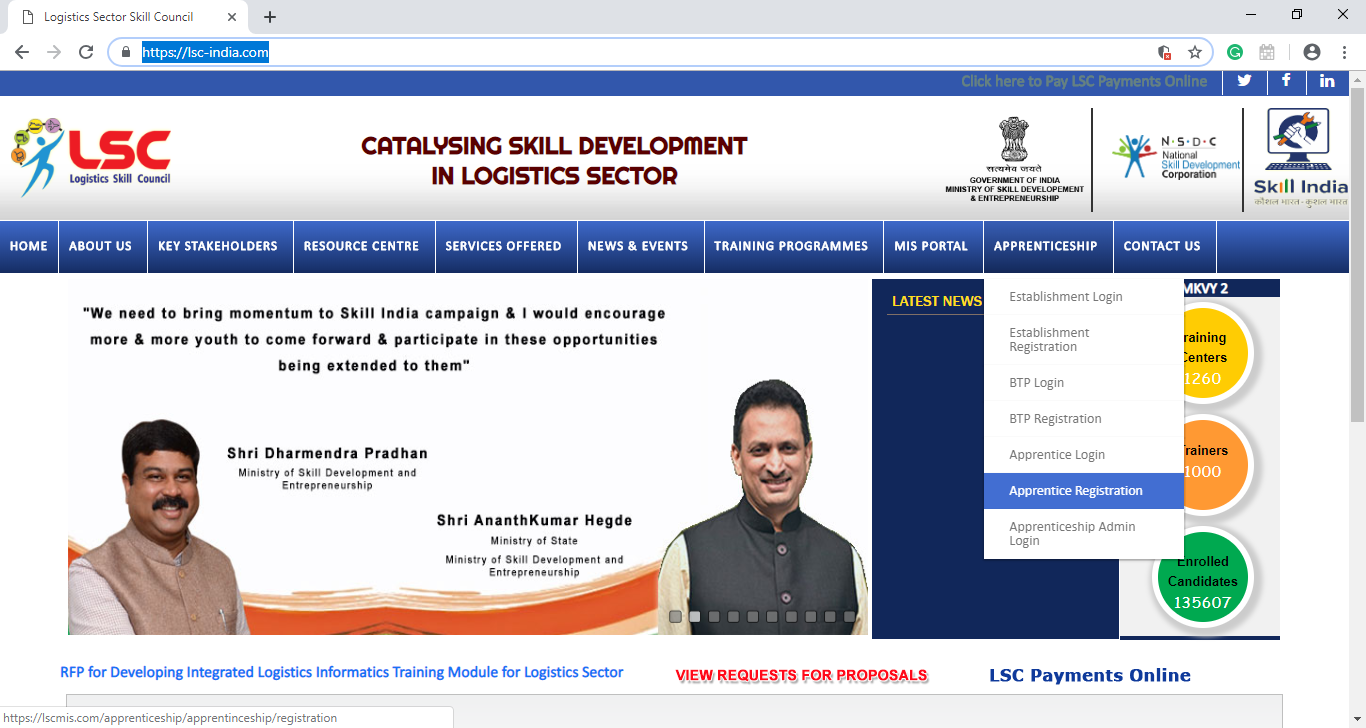 Logistics Sector Skill Council
https://lsc-india.com
Click here to Pay LSC Payments Online
LSC
Logistics Skill Council
CATALYSING SKILL DEVELOPMENT
IN LOGISTICS SECTOR
सत्यमेव जयते
GOVERNMENT OF INDIA
MINISTRY OF SKILL DEVELOPEMENT
& ENTREPRENEURSHIP
N·S·D·C
National
Skill Development
Corporation
Skill India
कौशल भारत-कुशल भारत
HOME
ABOUT US
KEY STAKEHOLDERS
RESOURCE CENTRE
SERVICES OFFERED
NEWS & EVENTS
TRAINING PROGRAMMES
MIS PORTAL
APPRENTICESHIP
CONTACT US
"We need to bring momentum to Skill India campaign & I would encourage
more & more youth to come forward & participate in these opportunities
being extended to them"
Shri Dharmendra Pradhan
Ministry of Skill Development and
Entrepreneurship
Shri AnanthKumar Hegde
Ministry of State
Ministry of Skill Development and
Entrepreneurship
LATEST NEWS
Establishment Login
Establishment
Registration
BTP Login
BTP Registration
Apprentice Login
Apprentice Registration
Apprenticeship Admin
Login
MKVY 2
raining
Centers
1260
Trainers
1000
Enrolled
Candidates
135607
RFP for Developing Integrated Logistics Informatics Training Module for Logistics Sector
VIEW REQUESTS FOR PROPOSALS
LSC Payments Online
https://lscmis.com/apprenticeship/apprentinceship/registration